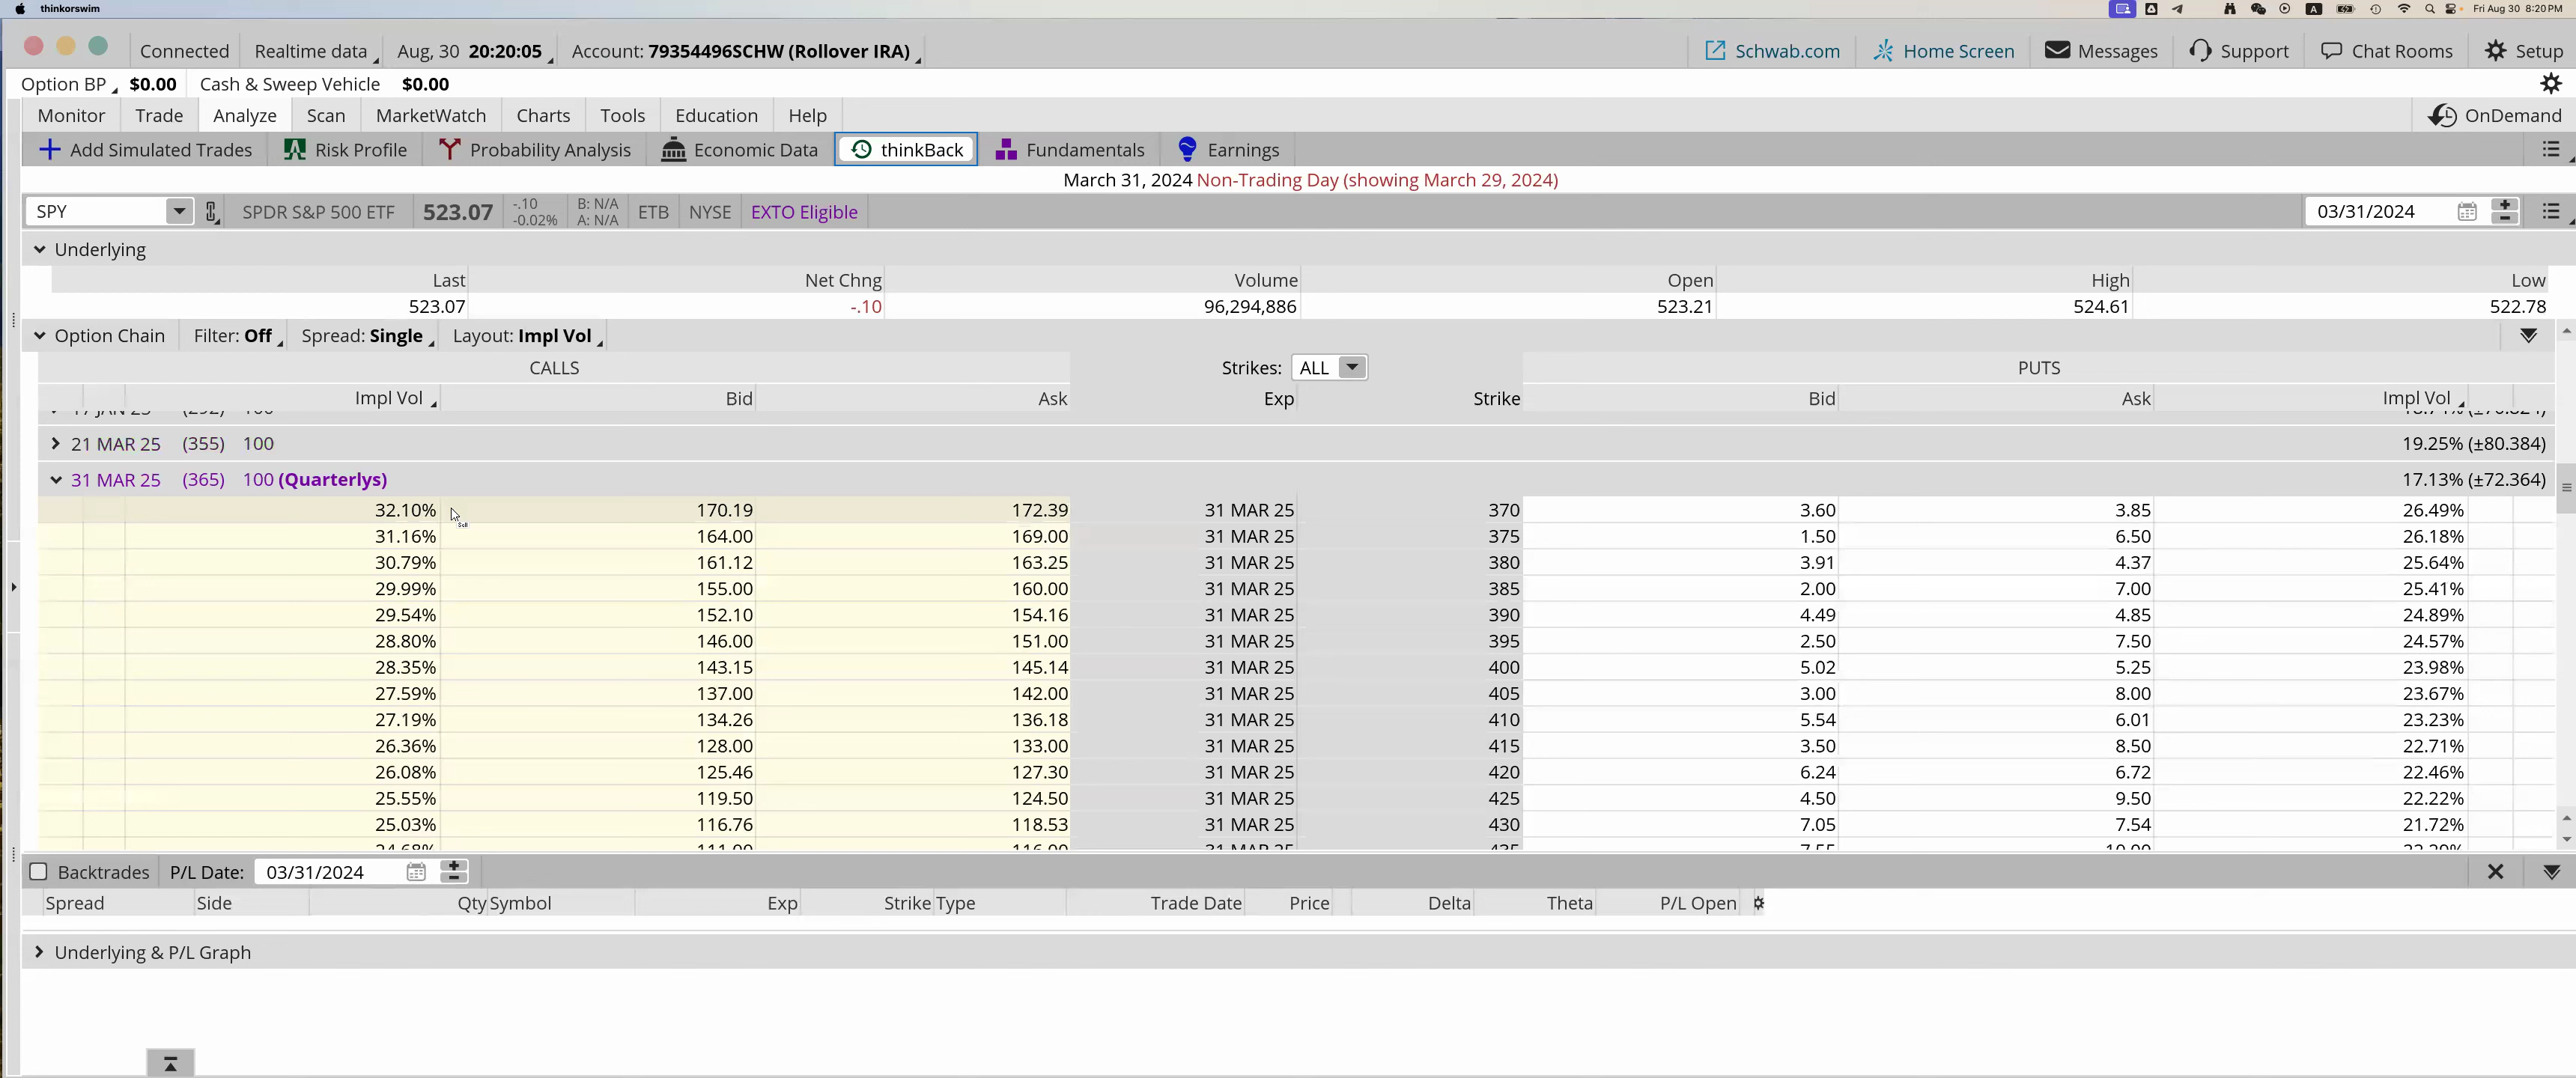 thinkorswim Fri Aug 30 8:20 PM
Connected Realtime data Aug, 30 20:20:05 Account: 79354496SCHW (Rollover IRA) Schwab.com Home Screen Messages Support Chat Rooms Setup
Option BP $0.00 Cash & Sweep Vehicle $0.00
Monitor Trade Analyze Scan MarketWatch Charts Tools Education Help OnDemand
Add Simulated Trades Risk Profile Probability Analysis Economic Data thinkBack Fundamentals Earnings
March 31, 2024 Non-Trading Day (showing March 29, 2024)
SPY SPDR S&P 500 ETF 523.07 -.10 -0.02% B: N/A A: N/A ETB NYSE EXTO Eligible 03/31/2024
Underlying
Last Net Chng Volume Open High Low
523.07 -.10 96,294,886 523.21 524.61 522.78
Option Chain Filter: Off Spread: Single Layout: Impl Vol
CALLS Strikes: ALL PUTS
Impl Vol Bid Ask Exp Strike Bid Ask Impl Vol
17 JAN 25 (292) 100
21 MAR 25 (355) 100 19.25% (±80.384)
31 MAR 25 (365) 100 (Quarterlys) 17.13% (±72.364)
32.10% 170.19 172.39 31 MAR 25 370 3.60 3.85 26.49%
31.16% 164.00 169.00 31 MAR 25 375 1.50 6.50 26.18%
30.79% 161.12 163.25 31 MAR 25 380 3.91 4.37 25.64%
29.99% 155.00 160.00 31 MAR 25 385 2.00 7.00 25.41%
29.54% 152.10 154.16 31 MAR 25 390 4.49 4.85 24.89%
28.80% 146.00 151.00 31 MAR 25 395 2.50 7.50 24.57%
28.35% 143.15 145.14 31 MAR 25 400 5.02 5.25 23.98%
27.59% 137.00 142.00 31 MAR 25 405 3.00 8.00 23.67%
27.19% 134.26 136.18 31 MAR 25 410 5.54 6.01 23.23%
26.36% 128.00 133.00 31 MAR 25 415 3.50 8.50 22.71%
26.08% 125.46 127.30 31 MAR 25 420 6.24 6.72 22.46%
25.55% 119.50 124.50 31 MAR 25 425 4.50 9.50 22.22%
25.03% 116.76 118.53 31 MAR 25 430 7.05 7.54 21.72%
31 MAR 25 435
Backtrades P/L Date: 03/31/2024
Spread Side Qty Symbol Exp Strike Type Trade Date Price Delta Theta P/L Open
Underlying & P/L Graph